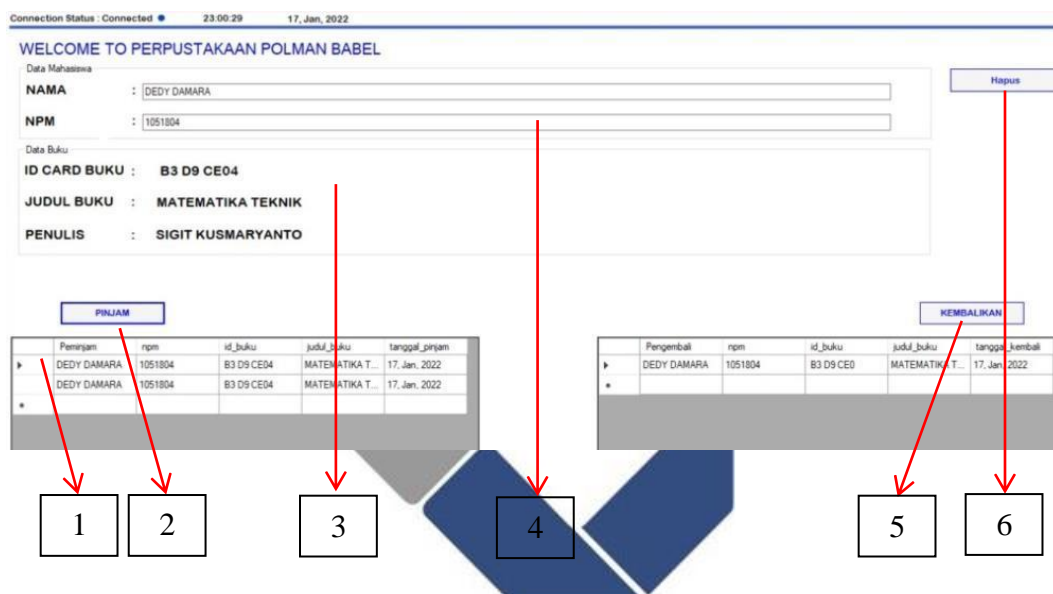 Connection Status : Connected 23:00:29 17, Jan, 2022
WELCOME TO PERPUSTAKAAN POLMAN BABEL
Data Mahasiswa
NAMA : DEDY DAMARA
Hapus
NPM : 1051804
Data Buku
ID CARD BUKU : B3 D9 CE04
JUDUL BUKU : MATEMATIKA TEKNIK
PENULIS : SIGIT KUSMARYANTO
PINJAM
KEMBALIKAN
Peminjam npm id_buku judul_buku tanggal_pinjam
DEDY DAMARA 1051804 B3 D9 CE04 MATEMATIKA T... 17, Jan, 2022
DEDY DAMARA 1051804 B3 D9 CE04 MATEMATIKA T... 17, Jan, 2022
Pengembali npm id_buku judul_buku tanggal_kembali
DEDY DAMARA 1051804 B3 D9 CE0 MATEMATIKA T... 17, Jan, 2022
1 2 3 4 5 6